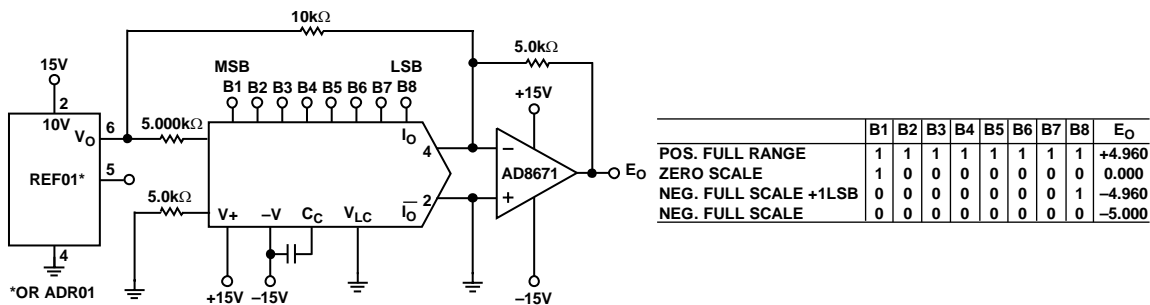 10kΩ
5.0kΩ
15V
MSB
LSB
B1 B2 B3 B4 B5 B6 B7 B8
+15V
2
10V
VO
6
5.000kΩ
IO
4
−
5
REF01*
AD8671
EO
5.0kΩ
+
V+
−V
CC
VLC
IO
2
4
*OR ADR01
+15V
−15V
−15V
B1 B2 B3 B4 B5 B6 B7 B8 EO
POS. FULL RANGE 1 1 1 1 1 1 1 1 +4.960
ZERO SCALE 1 0 0 0 0 0 0 0 0.000
NEG. FULL SCALE +1LSB 0 0 0 0 0 0 0 1 −4.960
NEG. FULL SCALE 0 0 0 0 0 0 0 0 −5.000